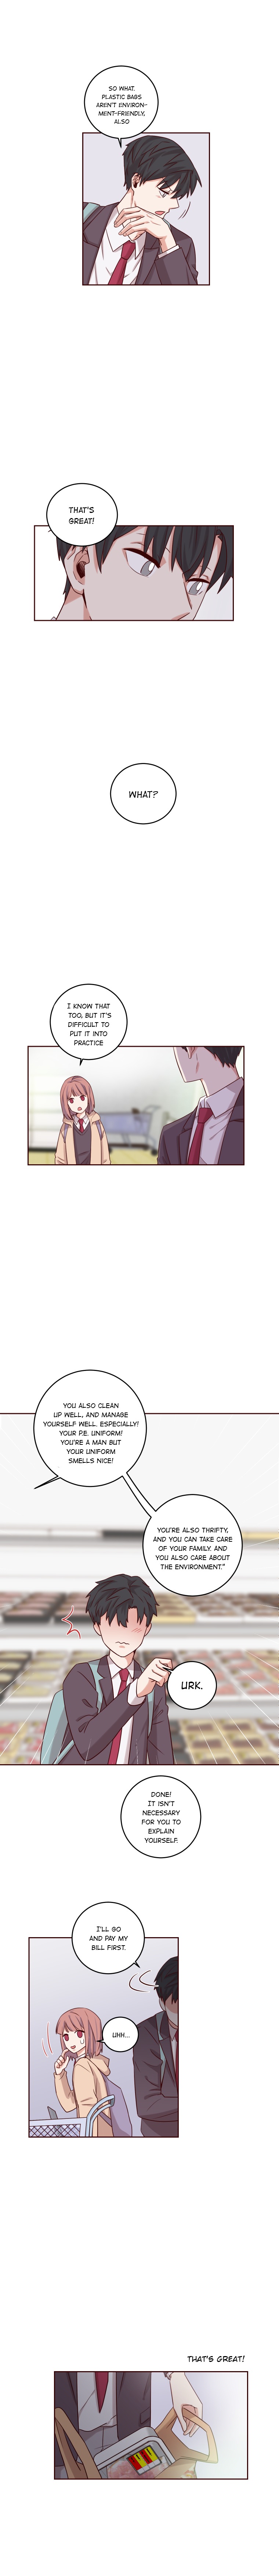 SO WHAT.
PLASTIC BAGS
AREN'T ENVIRON-
MENT-FRIENDLY,
ALSO
THAT'S
GREAT!
WHAT?
I KNOW THAT
TOO, BUT IT'S
DIFFICULT TO
PUT IT INTO
PRACTICE
YOU ALSO CLEAN
UP WELL, AND MANAGE
YOURSELF WELL. ESPECIALLY!
YOUR P.E. UNIFORM!
YOU'RE A MAN BUT
YOUR UNIFORM
SMELLS NICE!
YOU'RE ALSO THRIFTY,
AND YOU CAN TAKE CARE
OF YOUR FAMILY. AND
YOU ALSO CARE ABOUT
THE ENVIRONMENT."
URK.
DONE!
IT ISN'T
NECESSARY
FOR YOU TO
EXPLAIN
YOURSELF.
I'LL GO
AND PAY MY
BILL FIRST.
UHH...
THAT'S GREAT!